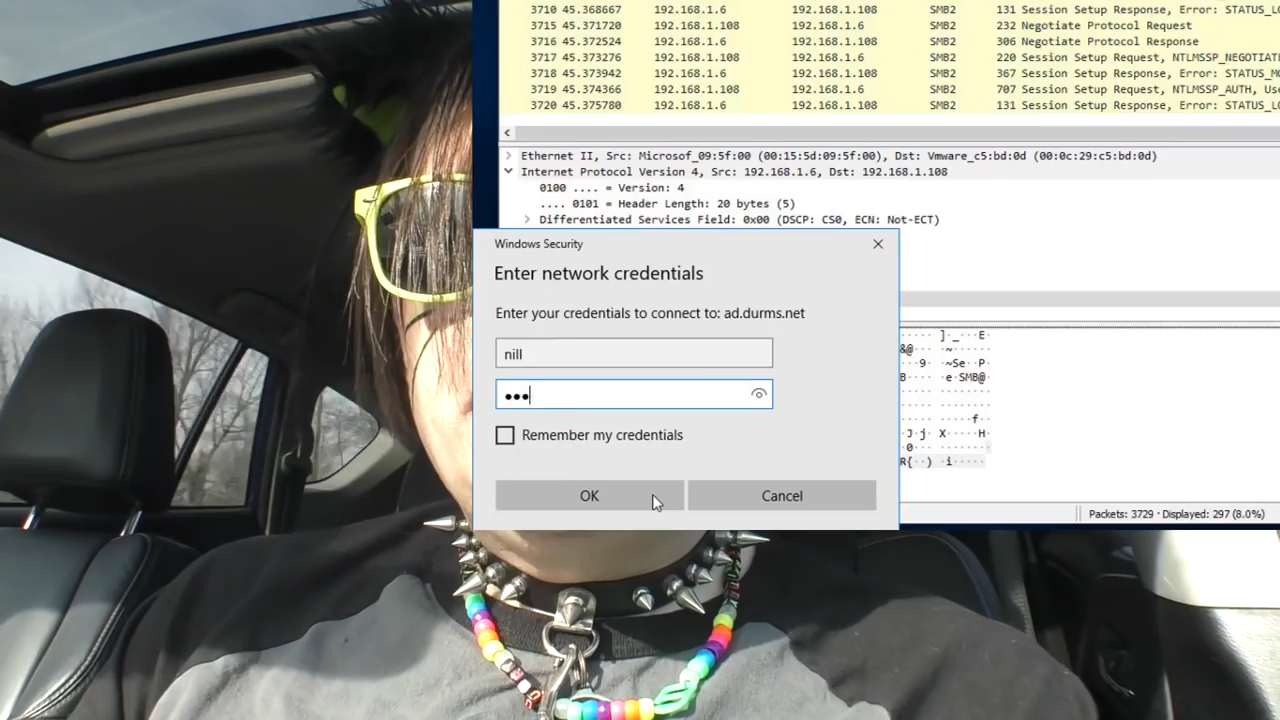 3710 45.368667 192.168.1.6 192.168.1.108 SMB2 131 Session Setup Response, Error: STATUS_LO
3715 45.371720 192.168.1.108 192.168.1.6 SMB2 232 Negotiate Protocol Request
3716 45.372524 192.168.1.6 192.168.1.108 SMB2 306 Negotiate Protocol Response
3717 45.373276 192.168.1.108 192.168.1.6 SMB2 220 Session Setup Request, NTLMSSP_NEGOTIATE
3718 45.373942 192.168.1.6 192.168.1.108 SMB2 367 Session Setup Response, Error: STATUS_MO
3719 45.374366 192.168.1.108 192.168.1.6 SMB2 707 Session Setup Request, NTLMSSP_AUTH, Use
3720 45.375780 192.168.1.6 192.168.1.108 SMB2 131 Session Setup Response, Error: STATUS_LO
Ethernet II, Src: Microsof_09:5f:00 (00:15:5d:09:5f:00), Dst: Vmware_c5:bd:0d (00:0c:29:c5:bd:0d)
Internet Protocol Version 4, Src: 192.168.1.6, Dst: 192.168.1.108
0100 .... = Version: 4
.... 0101 = Header Length: 20 bytes (5)
Differentiated Services Field: 0x00 (DSCP: CS0, ECN: Not-ECT)
Windows Security
Enter network credentials
Enter your credentials to connect to: ad.durms.net
nill
Remember my credentials
OK Cancel
Packets: 3729 · Displayed: 297 (8.0%)